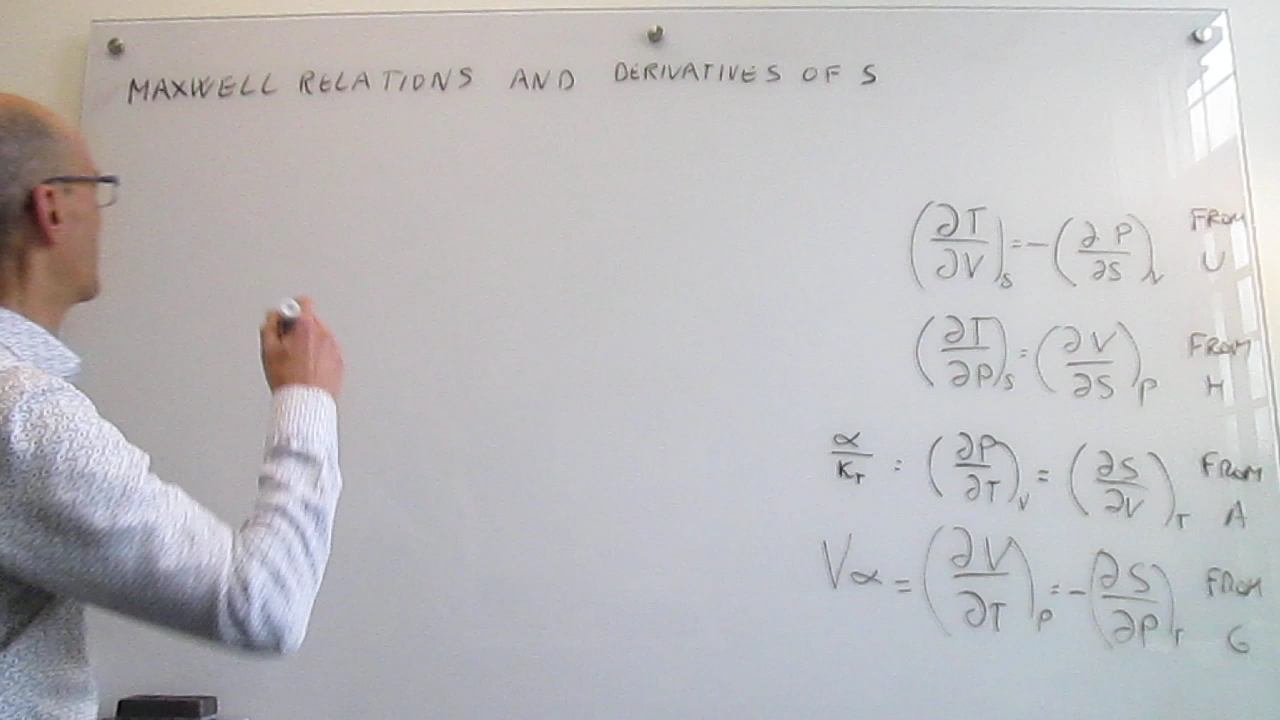 MAXWELL RELATIONS AND DERIVATIVES OF S
(∂T/∂V)_S = -(∂P/∂S)_V FROM U
(∂T/∂P)_S = (∂V/∂S)_P FROM H
α/K_T = (∂P/∂T)_V = (∂S/∂V)_T FROM A
Vα = (∂V/∂T)_P = -(∂S/∂P)_T FROM G